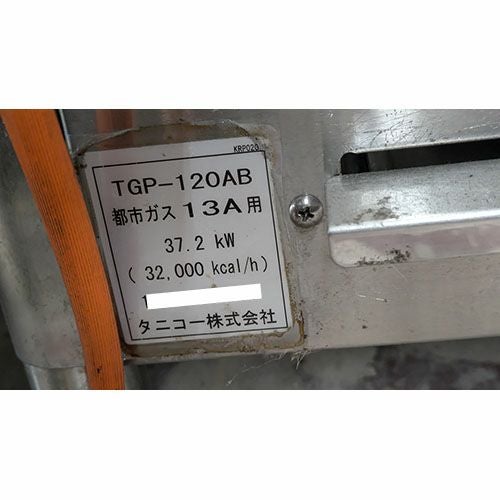 KRP020
TGP-120AB
都市ガス 13A用
37.2 kW
( 32,000 kcal/h)
タニコー株式会社